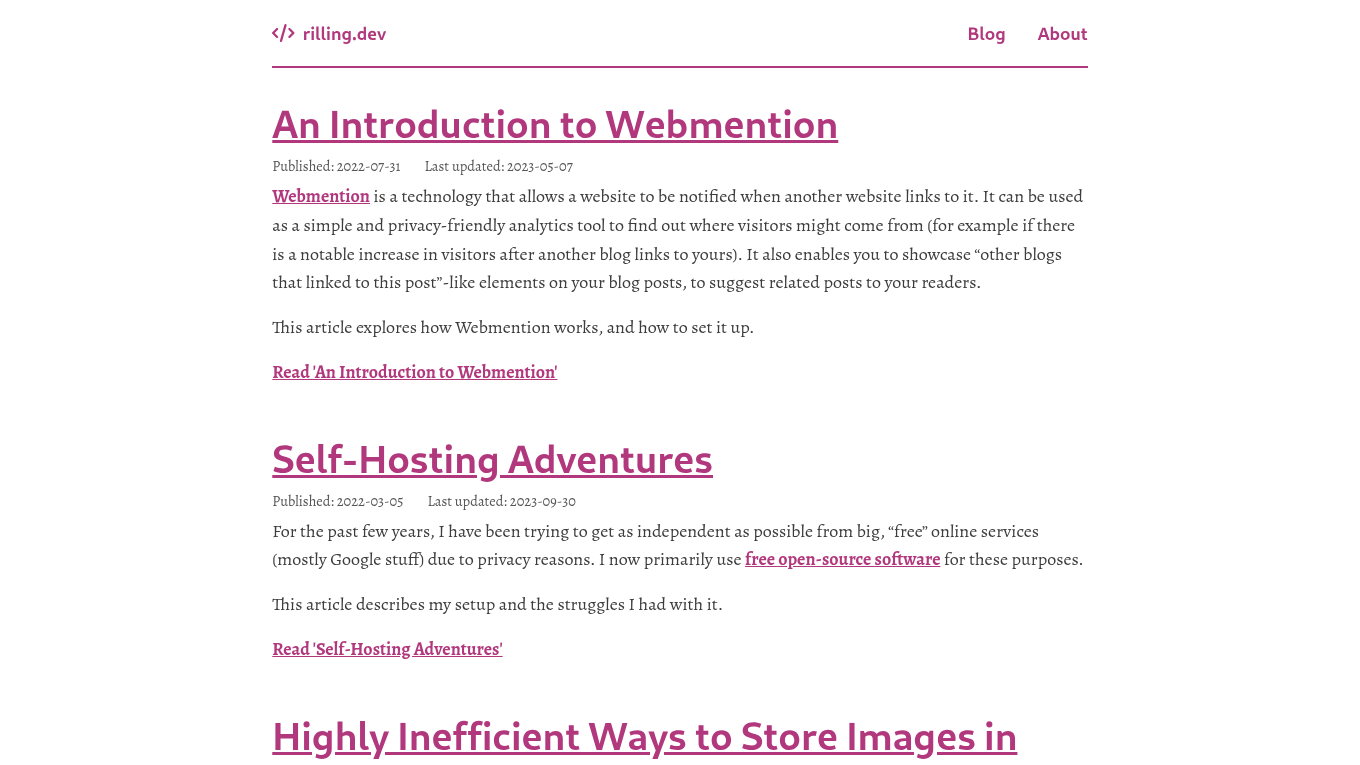 rilling.dev
Blog
About
An Introduction to Webmention
Published: 2022-07-31 Last updated: 2023-05-07
Webmention is a technology that allows a website to be notified when another website links to it. It can be used
as a simple and privacy-friendly analytics tool to find out where visitors might come from (for example if there
is a notable increase in visitors after another blog links to yours). It also enables you to showcase “other blogs
that linked to this post”-like elements on your blog posts, to suggest related posts to your readers.
This article explores how Webmention works, and how to set it up.
Read 'An Introduction to Webmention'
Self-Hosting Adventures
Published: 2022-03-05 Last updated: 2023-09-30
For the past few years, I have been trying to get as independent as possible from big, “free” online services
(mostly Google stuff) due to privacy reasons. I now primarily use free open-source software for these purposes.
This article describes my setup and the struggles I had with it.
Read 'Self-Hosting Adventures'
Highly Inefficient Ways to Store Images in